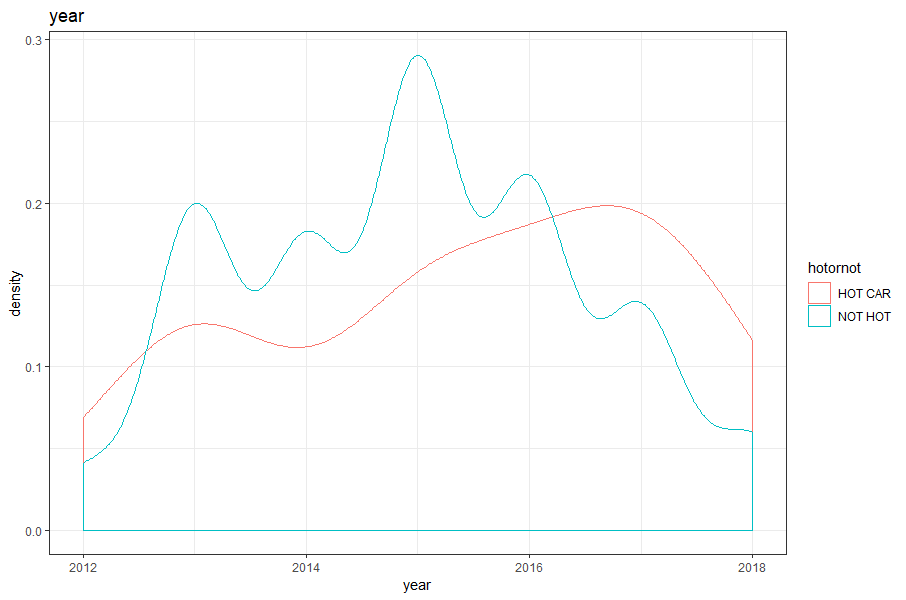 year
0.3
0.2
0.1
0.0
density
2012
2014
2016
2018
year
hotornot
HOT CAR
NOT HOT